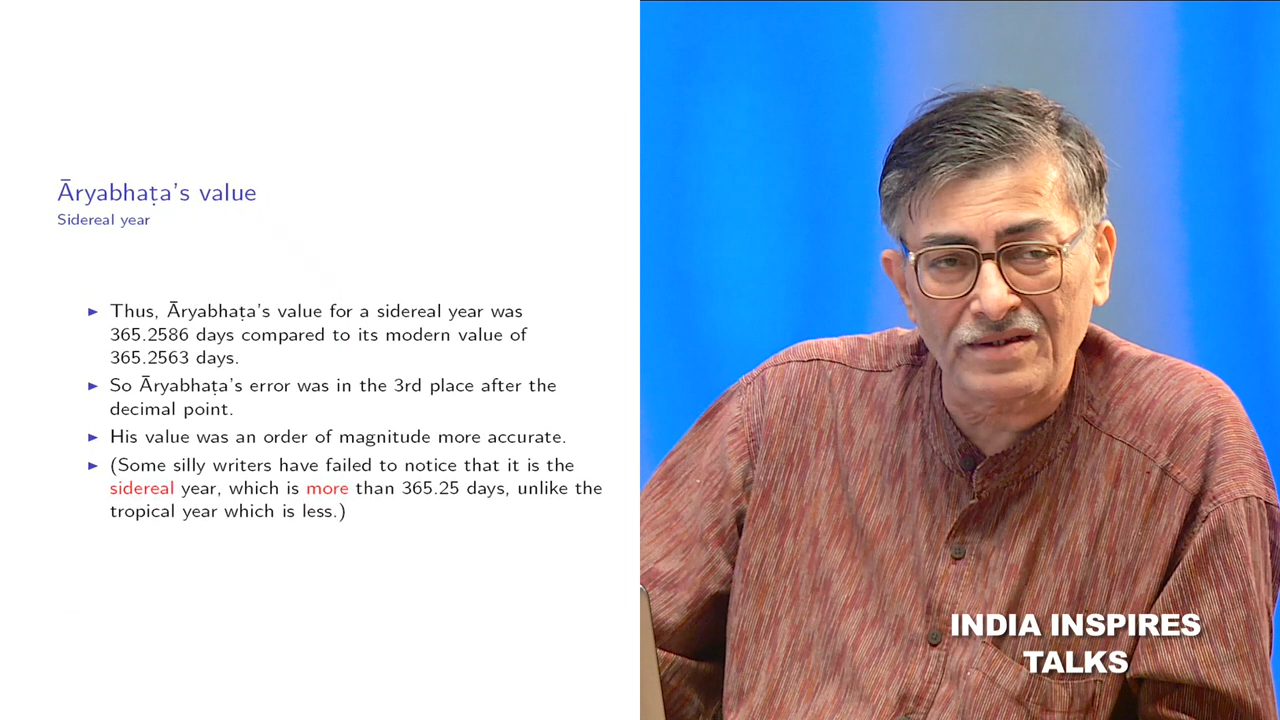 Āryabhaṭa's value
Sidereal year
► Thus, Āryabhaṭa's value for a sidereal year was
365.2586 days compared to its modern value of
365.2563 days.
► So Āryabhaṭa's error was in the 3rd place after the
decimal point.
► His value was an order of magnitude more accurate.
► (Some silly writers have failed to notice that it is the
sidereal year, which is more than 365.25 days, unlike the
tropical year which is less.)
INDIA INSPIRES
TALKS